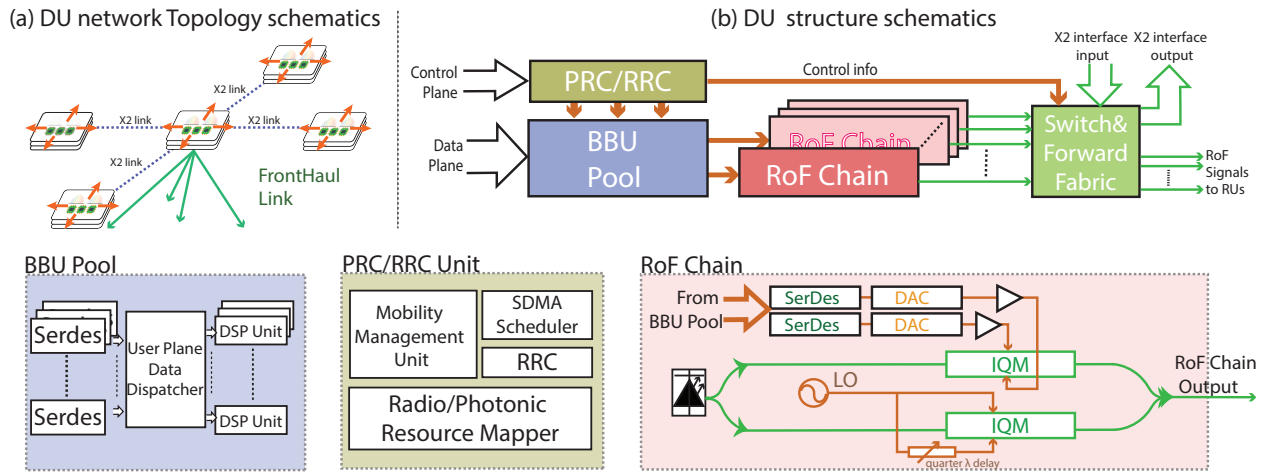 (a) DU network Topology schematics
X2 link
X2 link
X2 link
X2 link
FrontHaul
Link
(b) DU structure schematics
Control
Plane
PRC/RRC
Control info
X2 interface
input
X2 interface
output
Data
Plane
BBU
Pool
RoF Chain
RoF Chain
Switch&
Forward
Fabric
RoF
Signals
to RUs
BBU Pool
Serdes
Serdes
User Plane
Data
Dispatcher
DSP Unit
DSP Unit
PRC/RRC Unit
Mobility
Management
Unit
SDMA
Scheduler
RRC
Radio/Photonic
Resource Mapper
RoF Chain
From
BBU Pool
SerDes
DAC
SerDes
DAC
IQM
LO
IQM
quarter λ delay
RoF Chain
Output